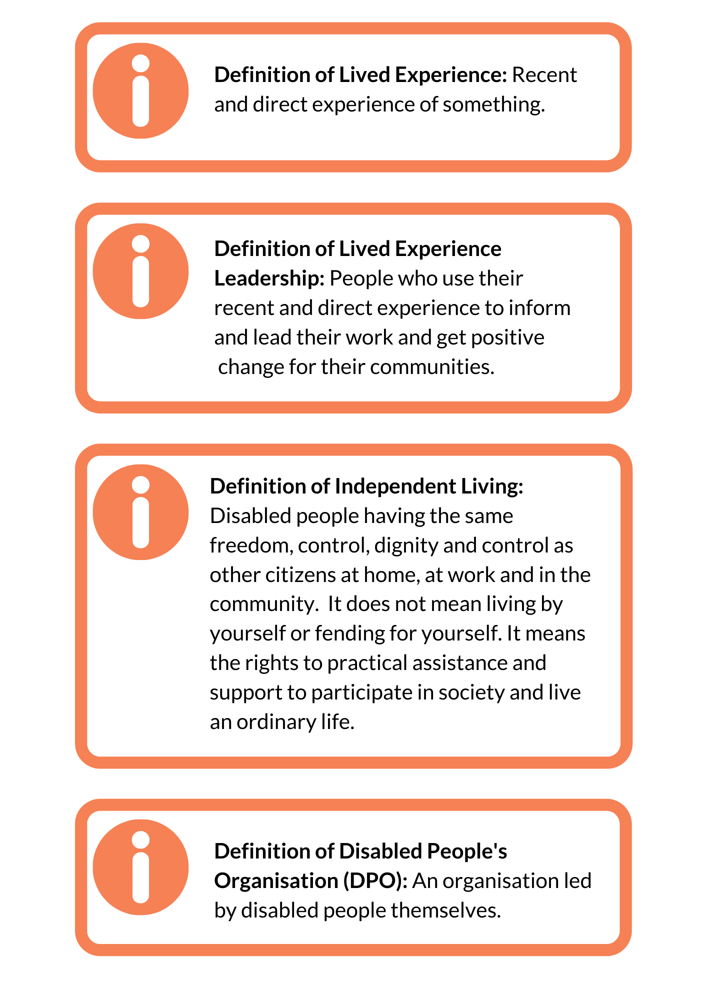 Definition of Lived Experience: Recent
and direct experience of something.
Definition of Lived Experience
Leadership: People who use their
recent and direct experience to inform
and lead their work and get positive
change for their communities.
Definition of Independent Living:
Disabled people having the same
freedom, control, dignity and control as
other citizens at home, at work and in the
community.  It does not mean living by
yourself or fending for yourself. It means
the rights to practical assistance and
support to participate in society and live
an ordinary life.
Definition of Disabled People's
Organisation (DPO): An organisation led
by disabled people themselves.